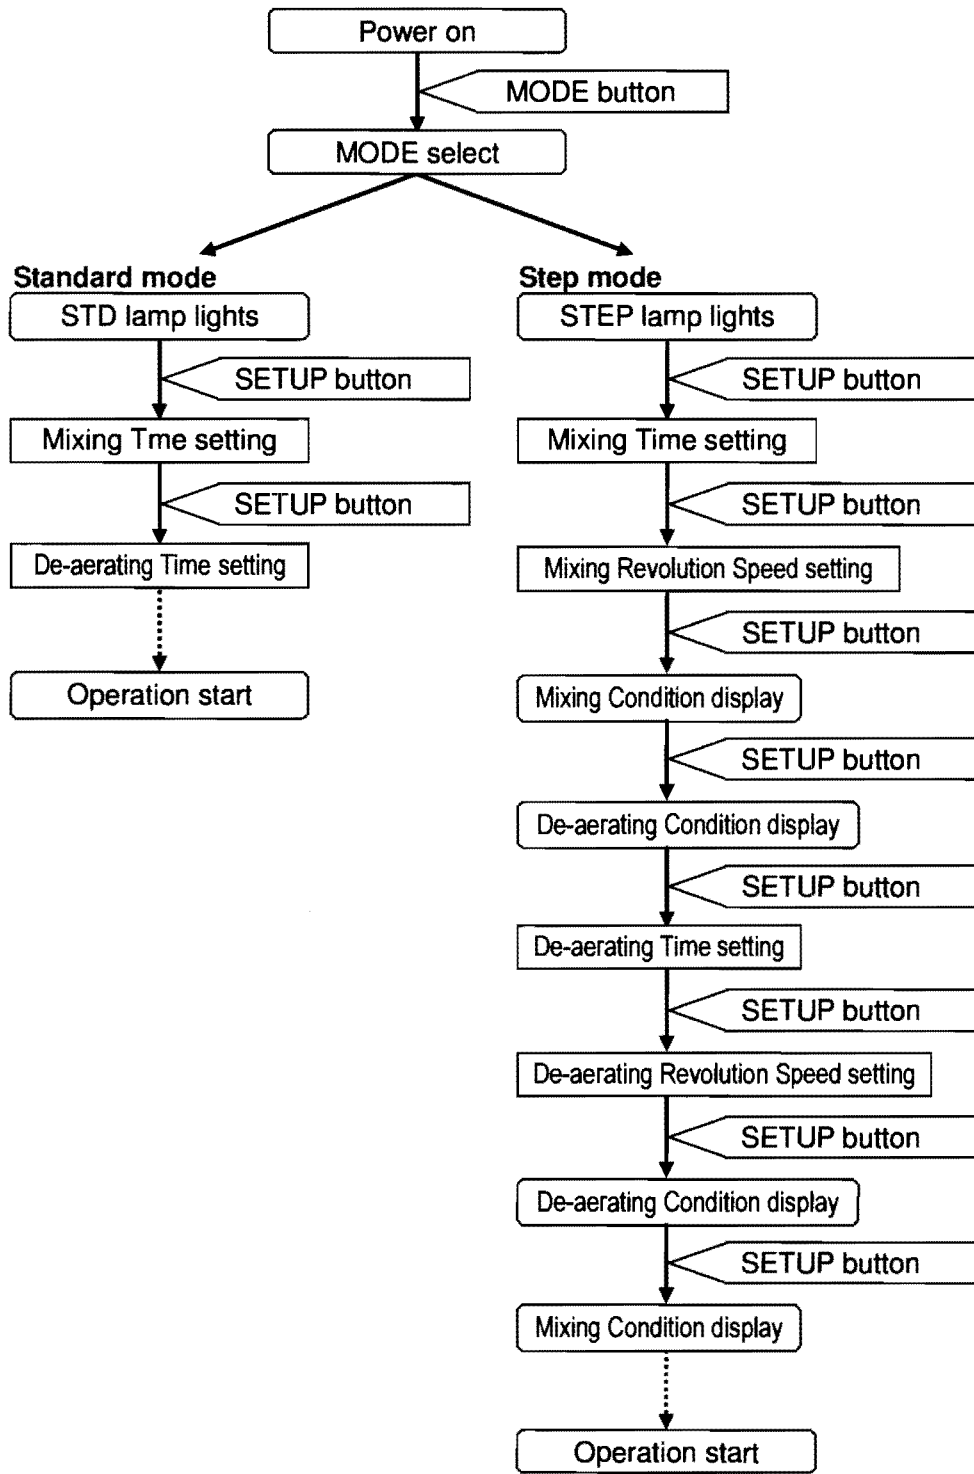 Power on
MODE button
MODE select
Standard mode
STD lamp lights
SETUP button
Mixing Tme setting
SETUP button
De-aerating Time setting
Operation start
Step mode
STEP lamp lights
SETUP button
Mixing Time setting
SETUP button
Mixing Revolution Speed setting
SETUP button
Mixing Condition display
SETUP button
De-aerating Condition display
SETUP button
De-aerating Time setting
SETUP button
De-aerating Revolution Speed setting
SETUP button
De-aerating Condition display
SETUP button
Mixing Condition display
Operation start